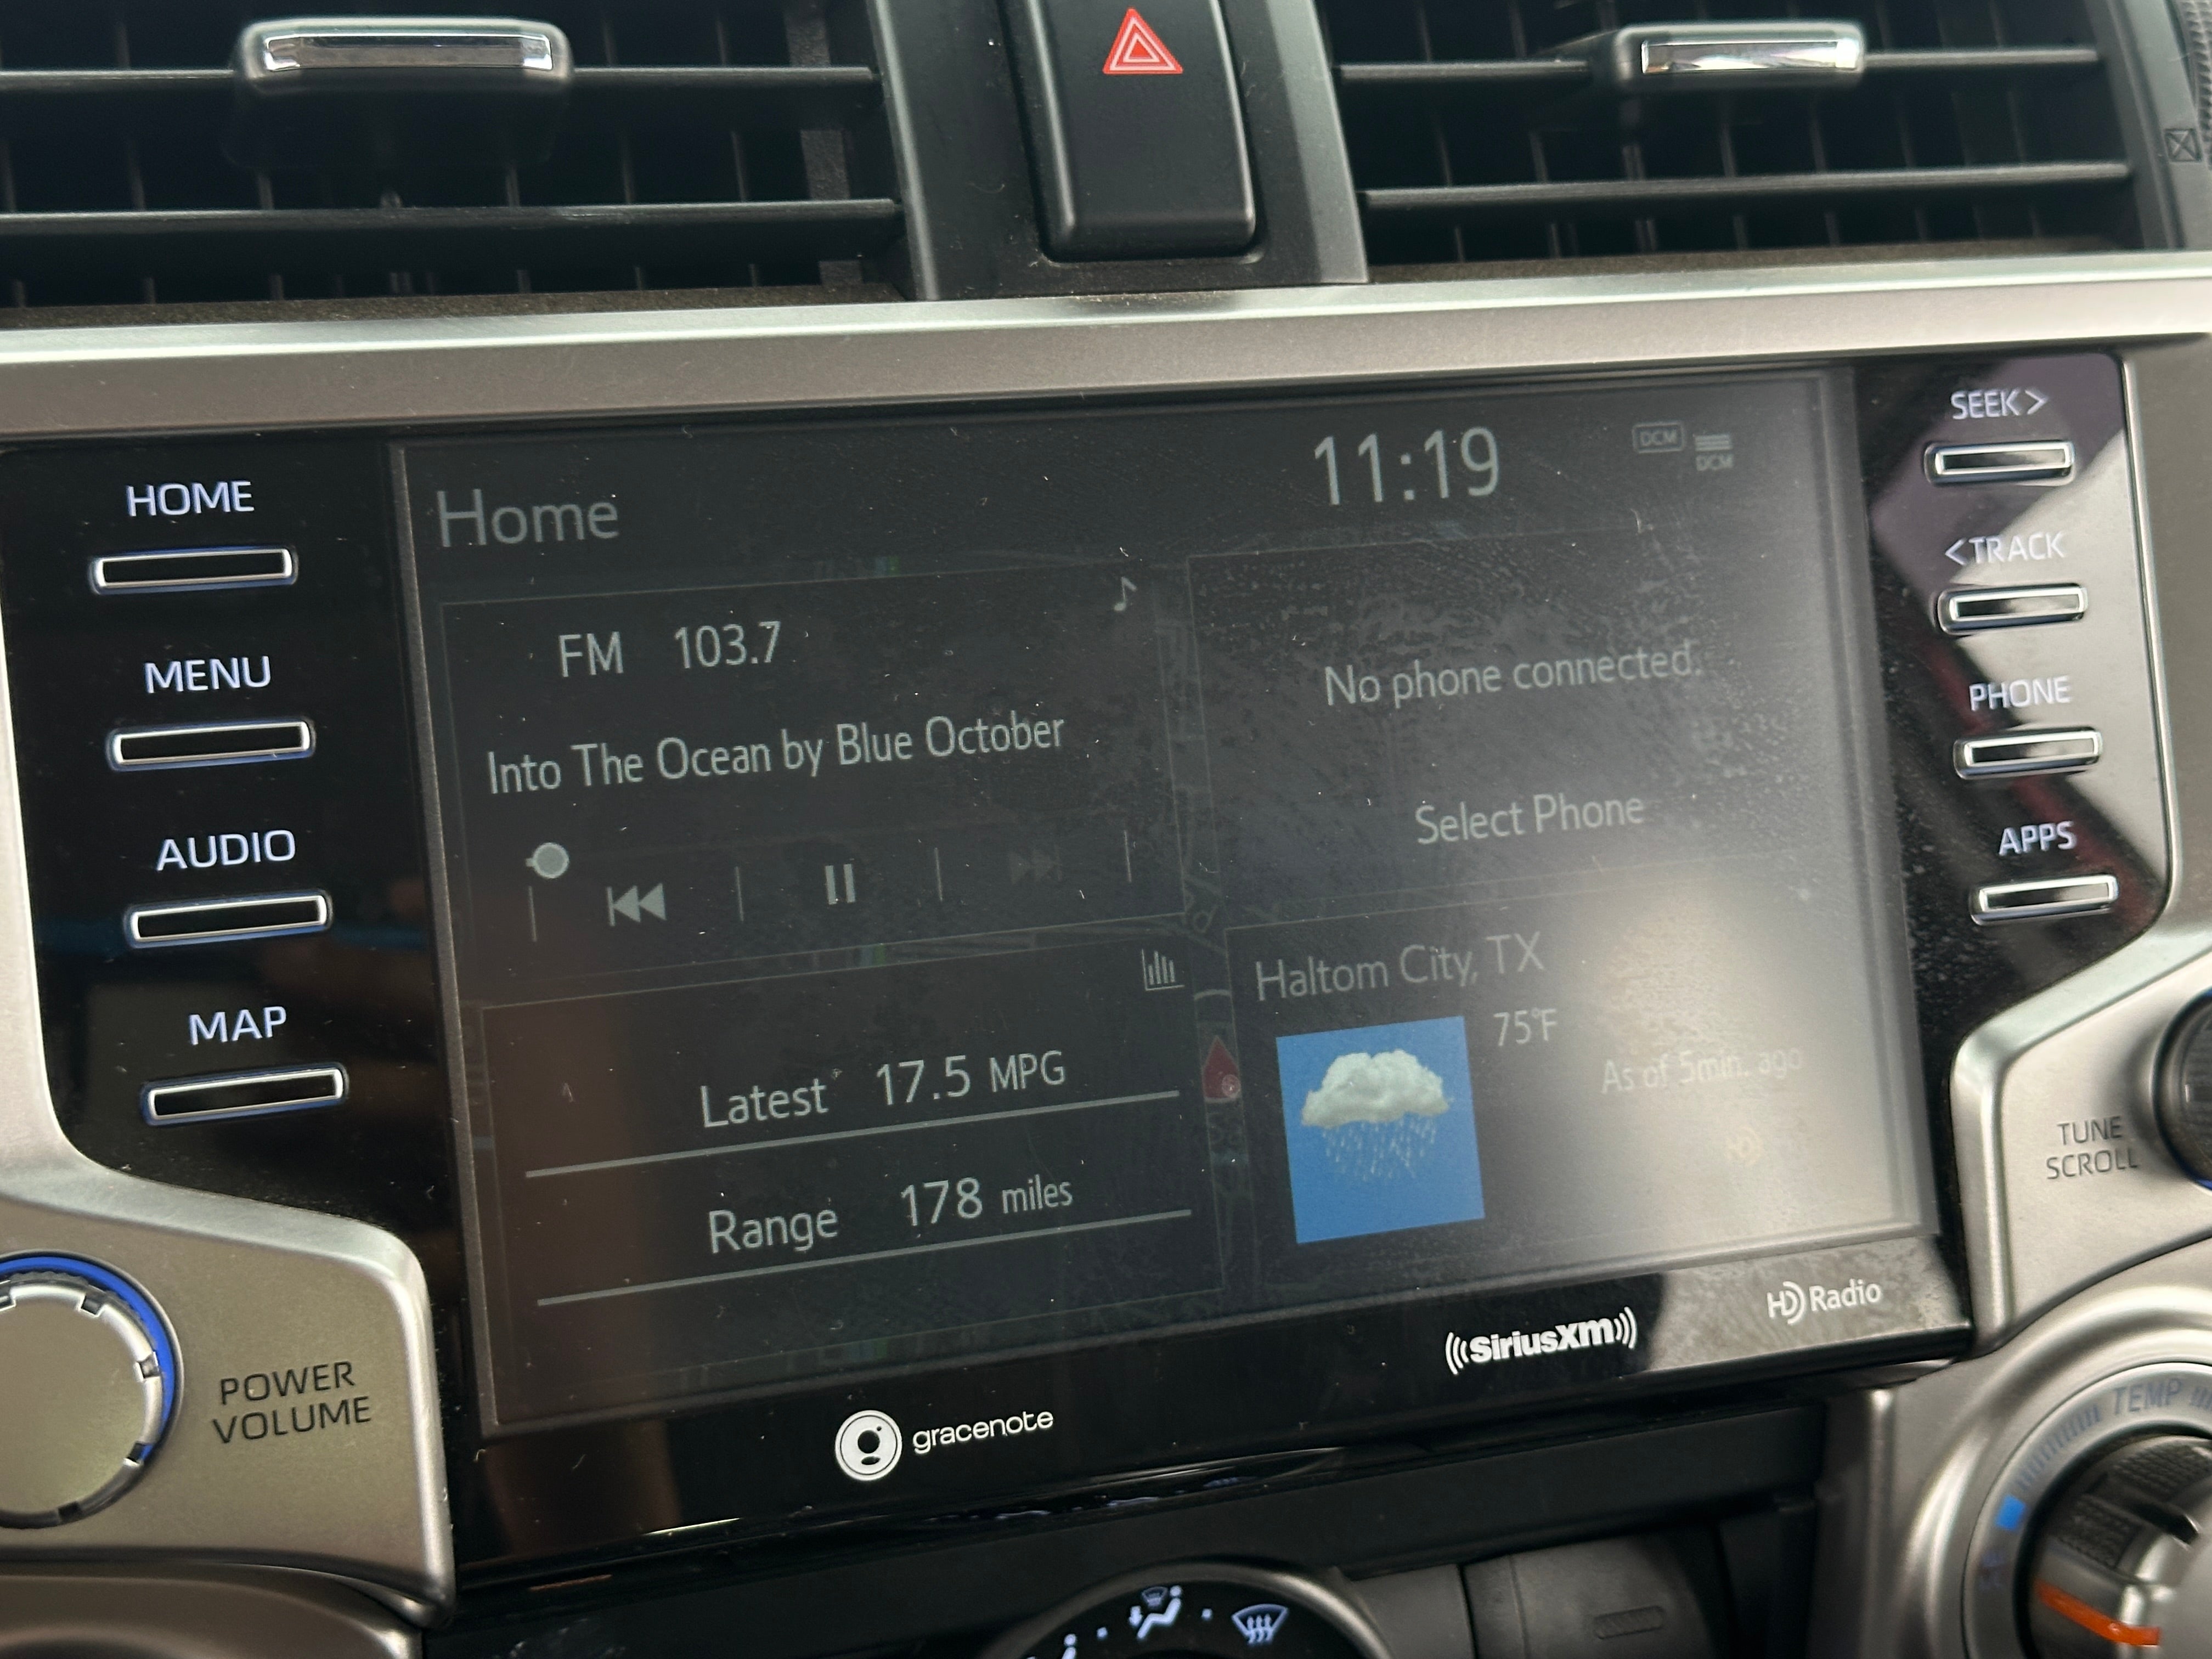 HOME
MENU
AUDIO
MAP
POWER
VOLUME
Home
11:19
DCM
DCM
FM 103.7
Into The Ocean by Blue October
No phone connected.
Select Phone
Latest 17.5 MPG
Range 178 miles
Haltom City, TX
75°F
As of 5min. ago
SEEK>
<TRACK
PHONE
APPS
TUNE
SCROLL
gracenote
((SiriusXM))
HD Radio
TEMP